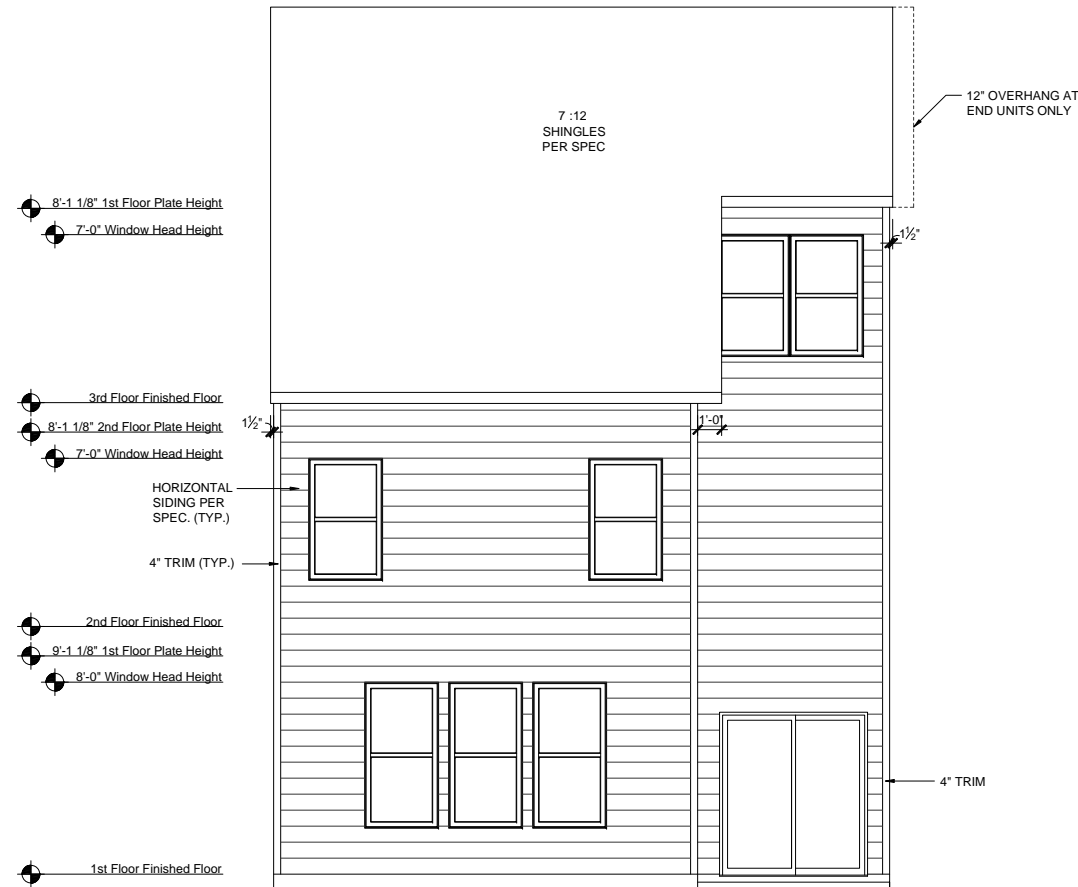 7 :12
SHINGLES
PER SPEC
12" OVERHANG AT
END UNITS ONLY
8'-1 1/8" 1st Floor Plate Height
7'-0" Window Head Height
1½"
3rd Floor Finished Floor
1½"
8'-1 1/8" 2nd Floor Plate Height
1'-0"
7'-0" Window Head Height
HORIZONTAL
SIDING PER
SPEC. (TYP.)
4" TRIM (TYP.)
2nd Floor Finished Floor
9'-1 1/8" 1st Floor Plate Height
8'-0" Window Head Height
4" TRIM
1st Floor Finished Floor